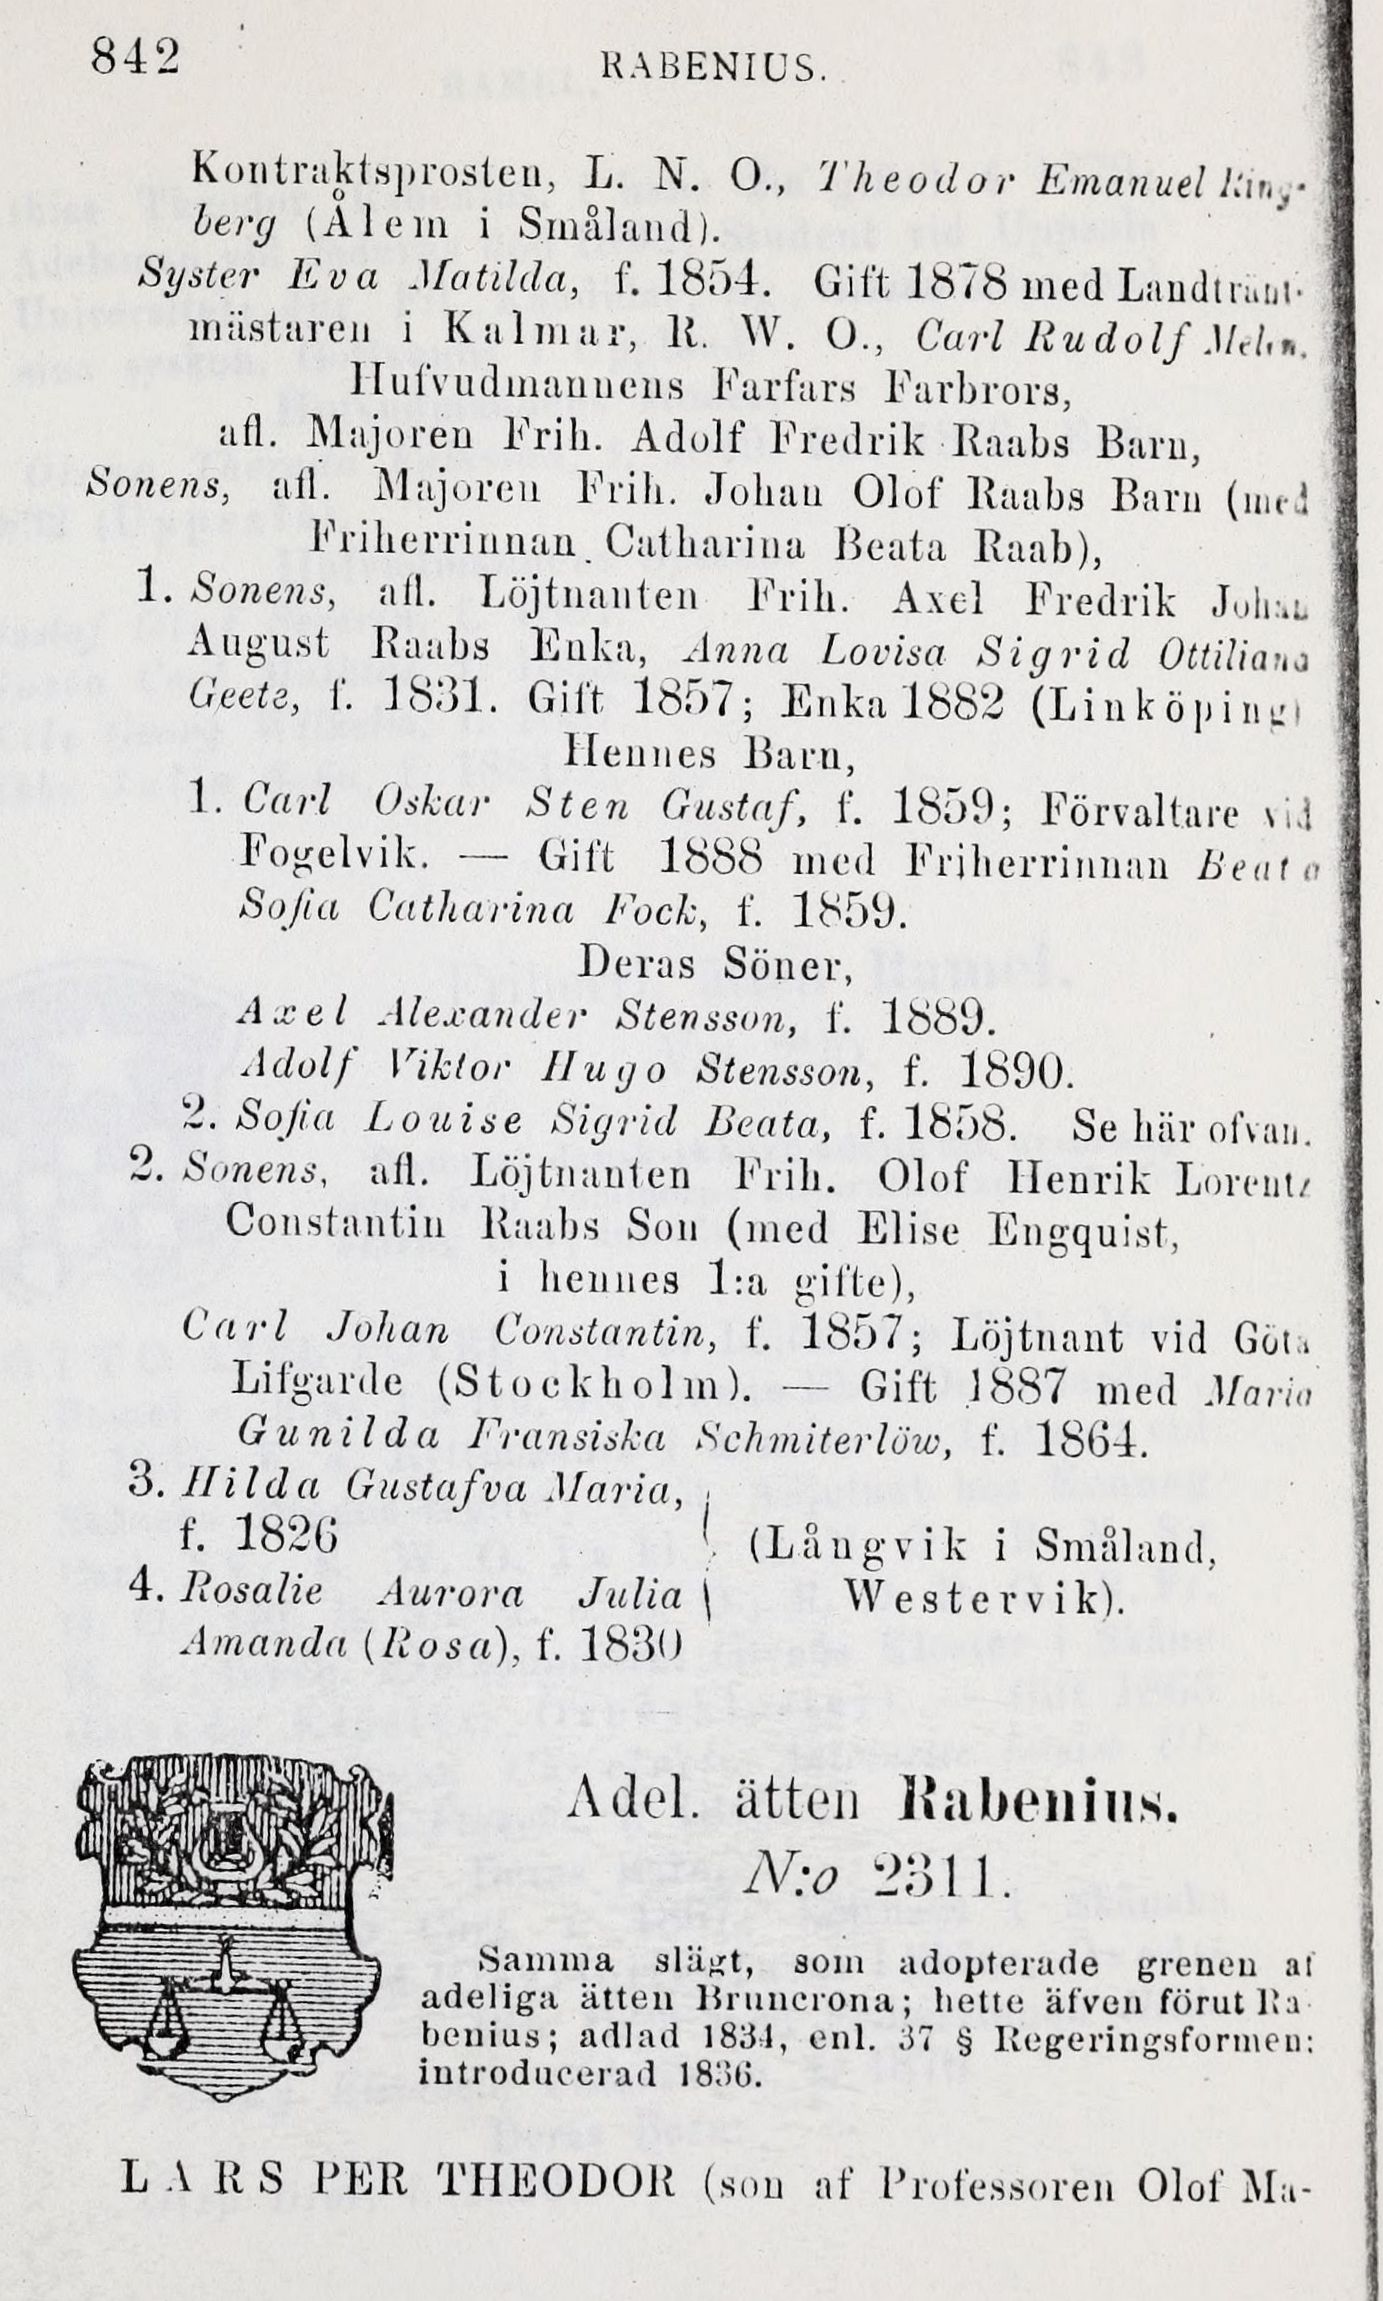 842
RABENIUS.
Kontraktsprosten, L. N. O., Theodor Emanuel Ring-
berg (Ålem i Småland).
Syster Eva Matilda, f. 1854. Gift 1878 med Landtränt-
mästaren i Kalmar, R. W. O., Carl Rudolf
Hufvudmannens Farfars Farbrors,
afl. Majoren Frih. Adolf Fredrik Raabs Barn,
Sonens, afl. Majoren Frih. Johan Olof Raabs Barn (med
Friherrinnan Catharina Beata Raab),
1. Sonens, afl. Löjtnanten Frih. Axel Fredrik Johan
August Raabs Enka, Anna Lovisa Sigrid Ottiliana
Geete, f. 1831. Gift 1857; Enka 1882 (Linköping)
Hennes Barn,
1. Carl Oskar Sten Gustaf, f. 1859; Förvaltare vid
Fogelvik. — Gift 1888 med Friherrinnan Beata
Sofia Catharina Fock, f. 1859.
Deras Söner,
Axel Alexander Stensson, f. 1889.
Adolf Viktor Hugo Stensson, f. 1890.
2. Sofia Louise Sigrid Beata, f. 1858. Se här ofvan.
2. Sonens, afl. Löjtnanten Frih. Olof Henrik Lorentz
Constantin Raabs Son (med Elise Engquist,
i hennes 1:a gifte),
Carl Johan Constantin, f. 1857; Löjtnant vid Göta
Lifgarde (Stockholm). — Gift 1887 med Maria
Gunilda Fransiska Schmiterlöw, f. 1864.
3. Hilda Gustafva Maria,
f. 1826
4. Rosalie Aurora Julia
Amanda (Rosa), f. 1830
(Långvik i Småland,
Westervik).
Adel. ätten Rabenius.
N:o 2311.
Samma slägt, som adopterade grenen af
adeliga ätten Bruncrona; hette äfven förut Ra-
benius; adlad 1834, enl. 37 § Regeringsformen;
introducerad 1836.
LARS PER THEODOR (son af Professoren Olof Ma-